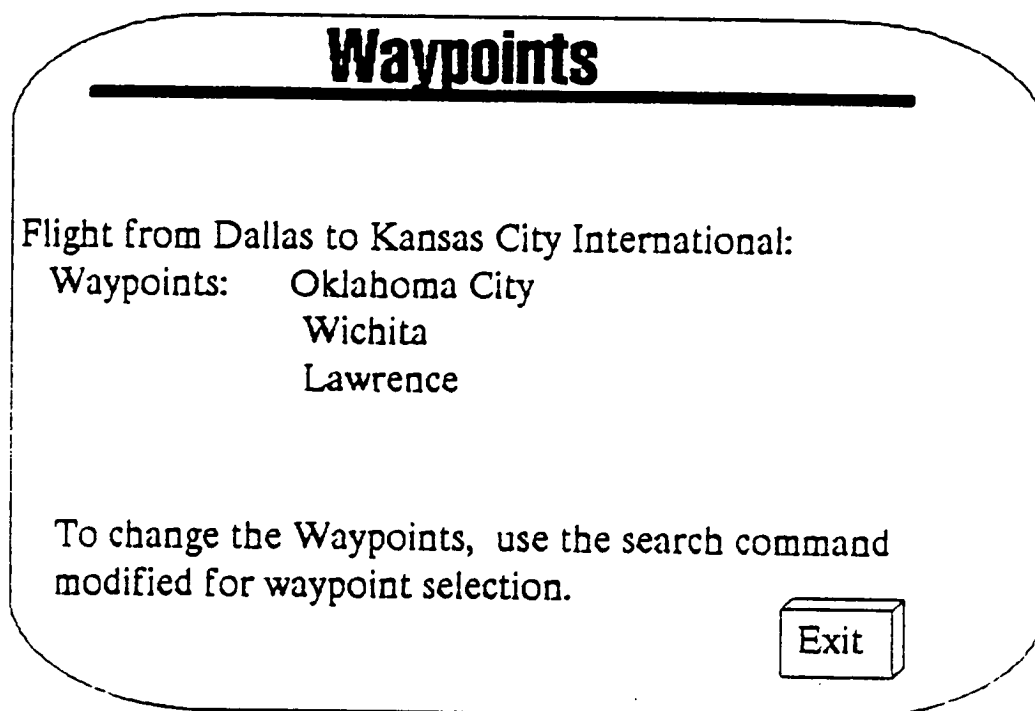 Waypoints
Flight from Dallas to Kansas City International:
Waypoints: Oklahoma City
Wichita
Lawrence
To change the Waypoints, use the search command
modified for waypoint selection.
Exit